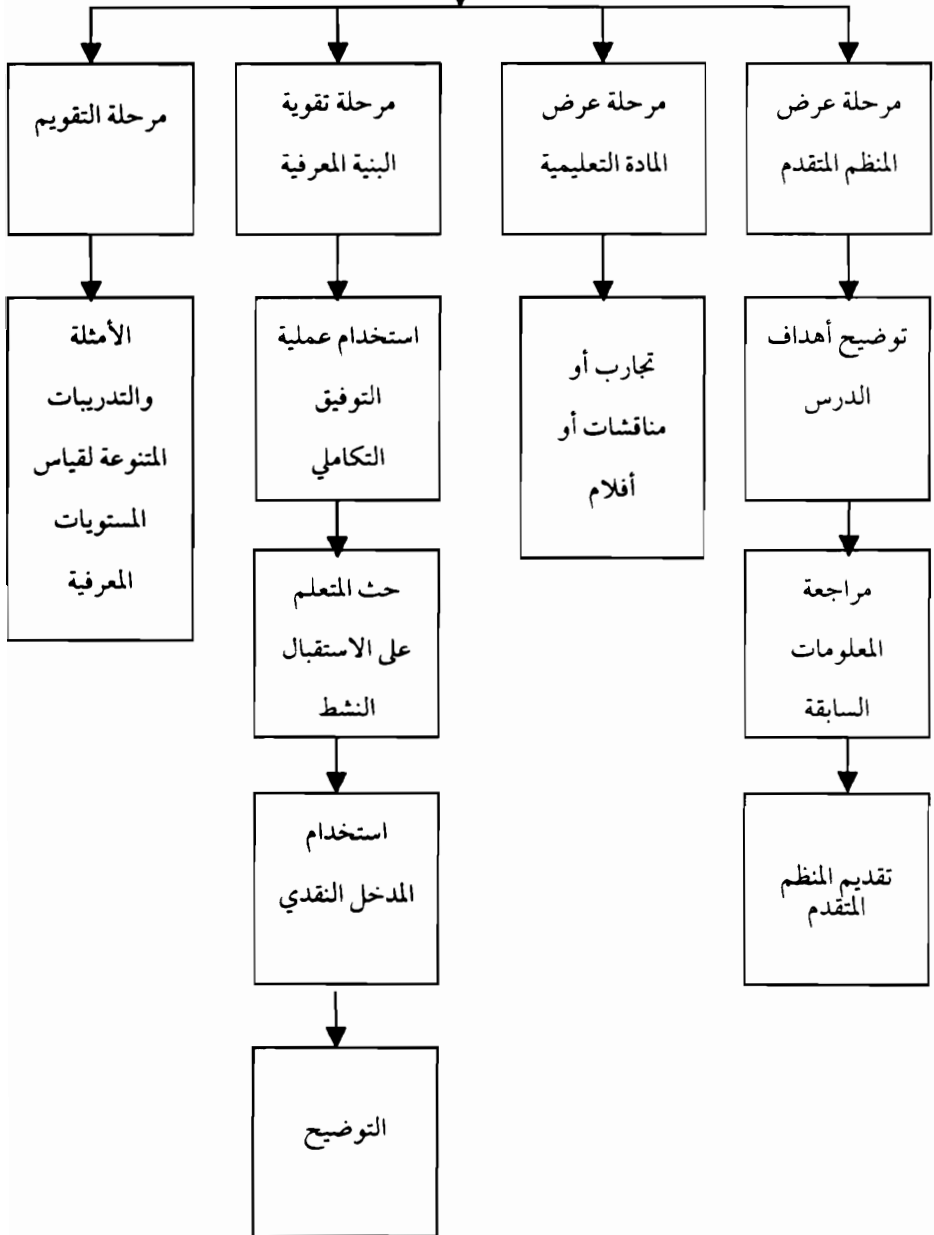 مرحلة عرض
المنظم المتقدم
مرحلة عرض
المادة التعليمية
مرحلة تقوية
البنية المعرفية
مرحلة التقويم
توضيح أهداف
الدرس
مراجعة
المعلومات
السابقة
تقديم المنظم
المتقدم
تجارب أو
مناقشات أو
أفلام
استخدام عملية
التوفيق
التكاملي
حث المتعلم
على الاستقبال
النشط
استخدام
المدخل النقدي
التوضيح
الأمثلة
والتدريبات
المتنوعة لقياس
المستويات
المعرفية